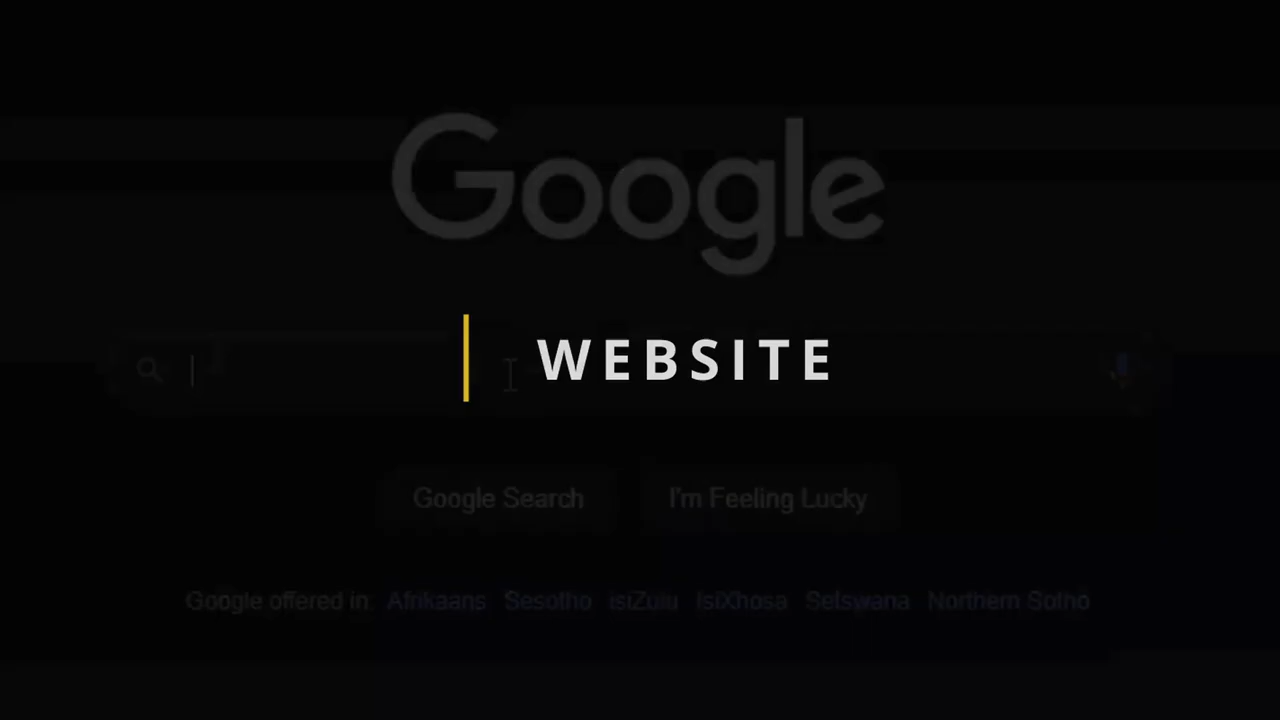 Google
WEBSITE
Google Search I'm Feeling Lucky
Google offered in: Afrikaans Sesotho isiZulu IsiXhosa Setswana Northern Sotho